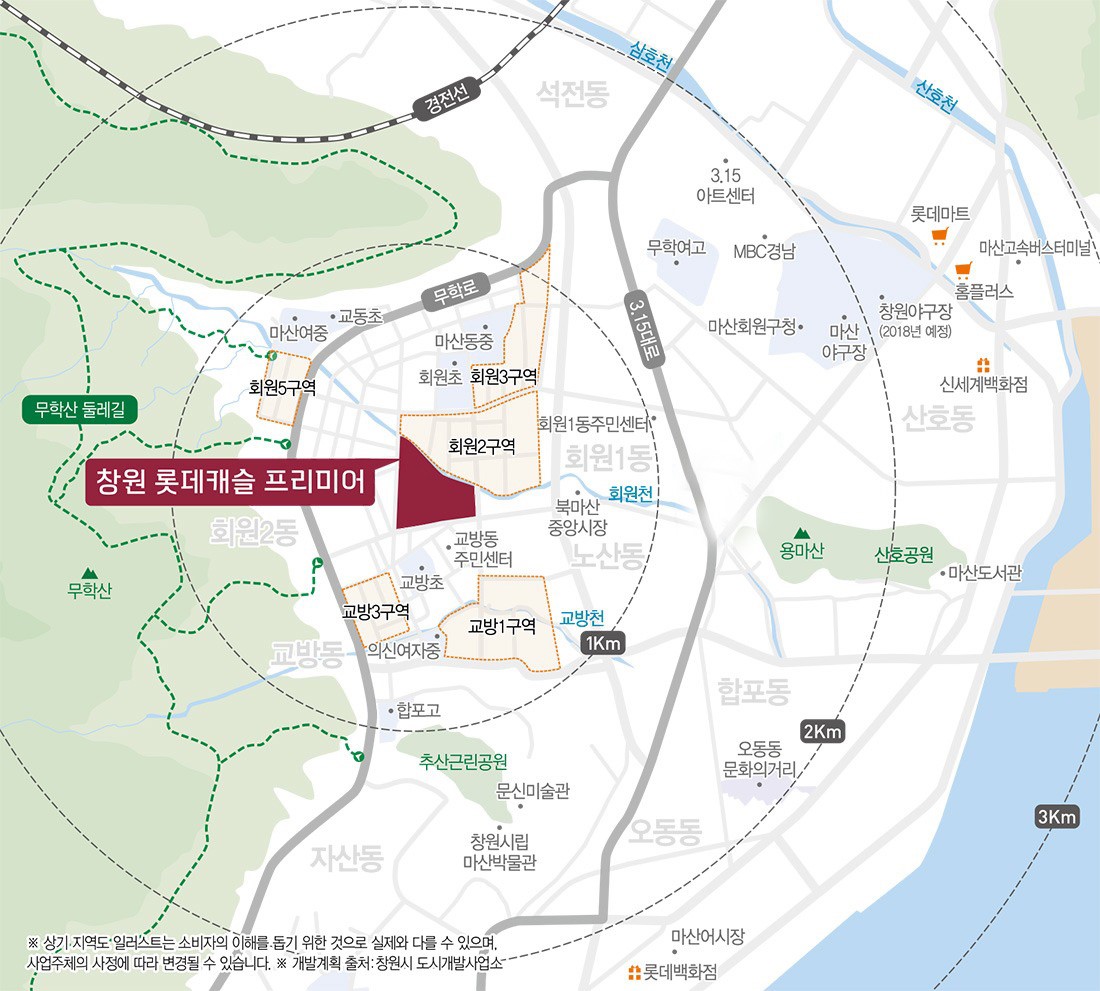 삼호천
산호천
경전선
석전동
3.15
아트센터
롯데마트
무학여고
MBC경남
마산고속버스터미널
홈플러스
무학로
창원야구장
(2018년 예정)
3.15대로
교동초
마산여중
마산동중
마산회원구청
마산
야구장
회원초
회원3구역
회원5구역
신세계백화점
무학산 둘레길
회원1동주민센터
산호동
회원2구역
회원1동
창원 롯데캐슬 프리미어
회원천
북마산
중앙시장
회원2동
교방동
주민센터
노산동
용마산
산호공원
마산도서관
무학산
교방초
교방3구역
교방1구역
교방천
1Km
의신여자중
교방동
합포동
합포고
2Km
추산근린공원
오동동
문화의거리
문신미술관
3Km
오동동
창원시립
마산박물관
자산동
마산어시장
롯데백화점
※ 상기 지역도 일러스트는 소비자의 이해를 돕기 위한 것으로 실제와 다를 수 있으며,
사업주체의 사정에 따라 변경될 수 있습니다. ※ 개발계획 출처: 창원시 도시개발사업소